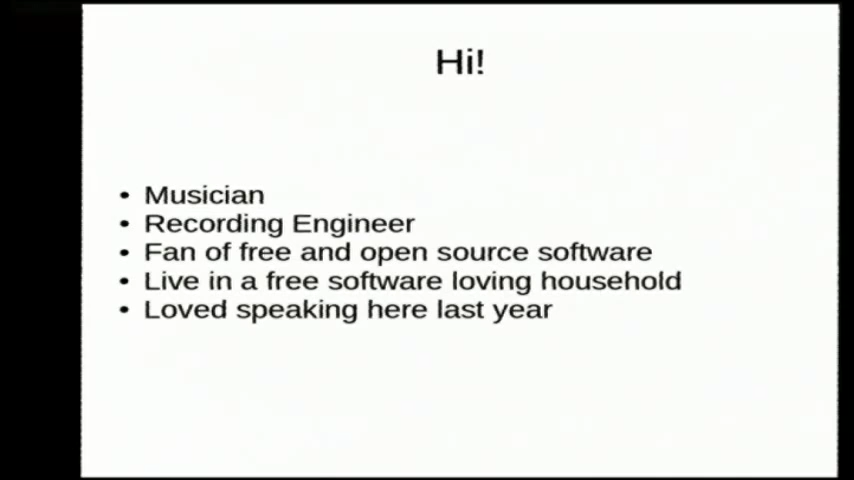 Hi!
• Musician
• Recording Engineer
• Fan of free and open source software
• Live in a free software loving household
• Loved speaking here last year